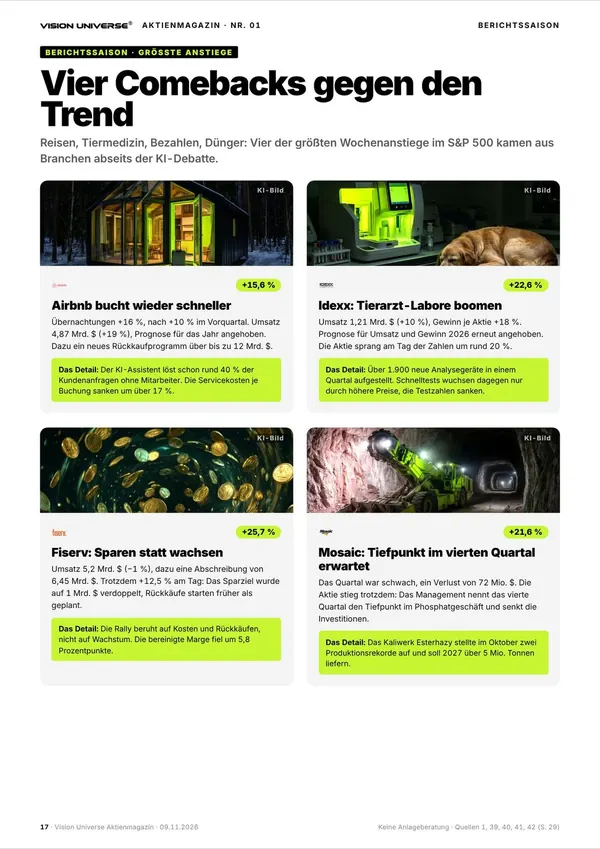 VISION UNIVERSE® AKTIENMAGAZIN · NR. 01
BERICHTSSAISON
BERICHTSSAISON · GRÖSSTE ANSTIEGE
Vier Comebacks gegen den
Trend
Reisen, Tiermedizin, Bezahlen, Dünger: Vier der größten Wochenanstiege im S&P 500 kamen aus
Branchen abseits der KI-Debatte.
KI-Bild
+15,6 %
Airbnb bucht wieder schneller
Übernachtungen +16 %, nach +10 % im Vorquartal. Umsatz
4,87 Mrd. $ (+19 %), Prognose für das Jahr angehoben.
Dazu ein neues Rückkaufprogramm über bis zu 12 Mrd. $.
Das Detail: Der KI-Assistent löst schon rund 40 % der
Kundenanfragen ohne Mitarbeiter. Die Servicekosten je
Buchung sanken um über 17 %.
KI-Bild
IDEXX
+22,6 %
Idexx: Tierarzt-Labore boomen
Umsatz 1,21 Mrd. $ (+10 %), Gewinn je Aktie +18 %.
Prognose für Umsatz und Gewinn 2026 erneut angehoben.
Die Aktie sprang am Tag der Zahlen um rund 20 %.
Das Detail: Über 1.900 neue Analysegeräte in einem
Quartal aufgestellt. Schnelltests wuchsen dagegen nur
durch höhere Preise, die Testzahlen sanken.
KI-Bild
fiserv.
+25,7 %
Fiserv: Sparen statt wachsen
Umsatz 5,2 Mrd. $ (−1 %), dazu eine Abschreibung von
6,45 Mrd. $. Trotzdem +12,5 % am Tag: Das Sparziel wurde
auf 1 Mrd. $ verdoppelt, Rückkäufe starten früher als
geplant.
Das Detail: Die Rally beruht auf Kosten und Rückkäufen,
nicht auf Wachstum. Die bereinigte Marge fiel um 5,8
Prozentpunkte.
KI-Bild
Mosaic
+21,6 %
Mosaic: Tiefpunkt im vierten Quartal
erwartet
Das Quartal war schwach, ein Verlust von 72 Mio. $. Die
Aktie stieg trotzdem: Das Management nennt das vierte
Quartal den Tiefpunkt im Phosphatgeschäft und senkt die
Investitionen.
Das Detail: Das Kaliwerk Esterhazy stellte im Oktober zwei
Produktionsrekorde auf und soll 2027 über 5 Mio. Tonnen
liefern.
17 · Vision Universe Aktienmagazin · 09.11.2026
Keine Anlageberatung · Quellen 1, 39, 40, 41, 42 (S. 29)